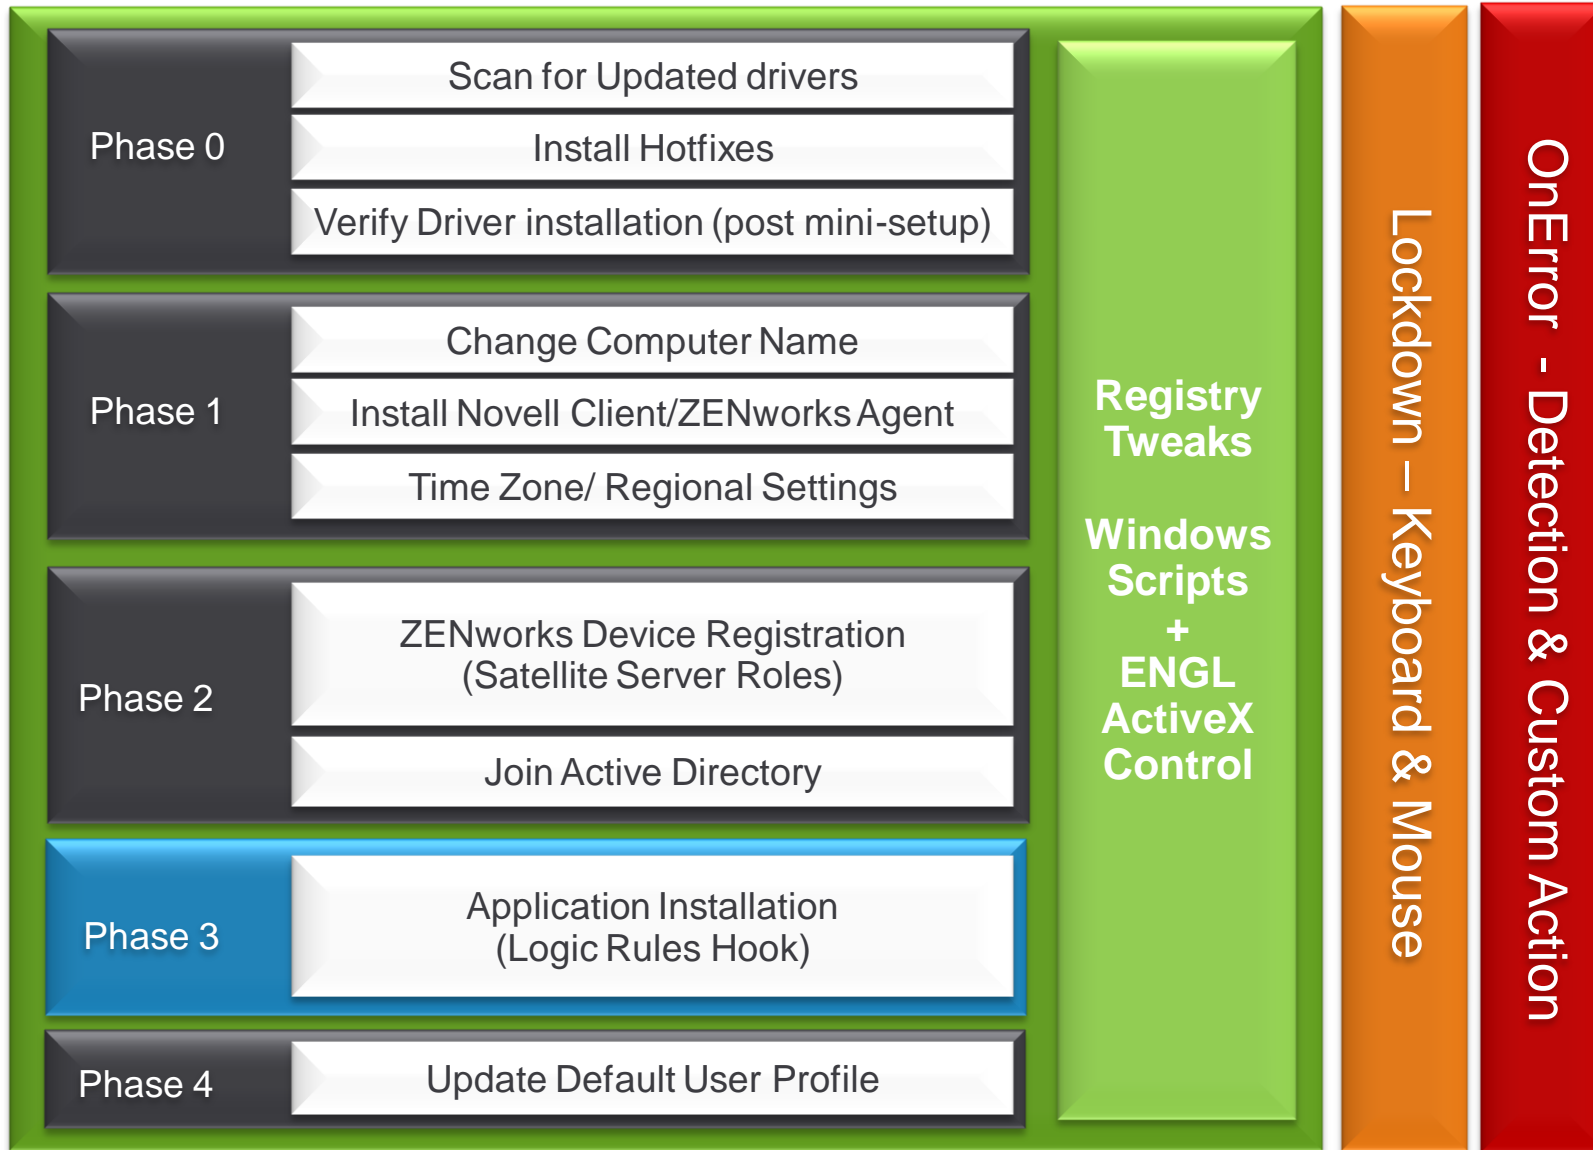 Phase 0
Scan for Updated drivers
Install Hotfixes
Verify Driver installation (post mini-setup)
Phase 1
Change Computer Name
Install Novell Client/ZENworks Agent
Time Zone/ Regional Settings
Phase 2
ZENworks Device Registration
(Satellite Server Roles)
Join Active Directory
Phase 3
Application Installation
(Logic Rules Hook)
Phase 4
Update Default User Profile
Registry
Tweaks
Windows
Scripts
+
ENGL
ActiveX
Control
Lockdown – Keyboard & Mouse
OnError - Detection & Custom Action